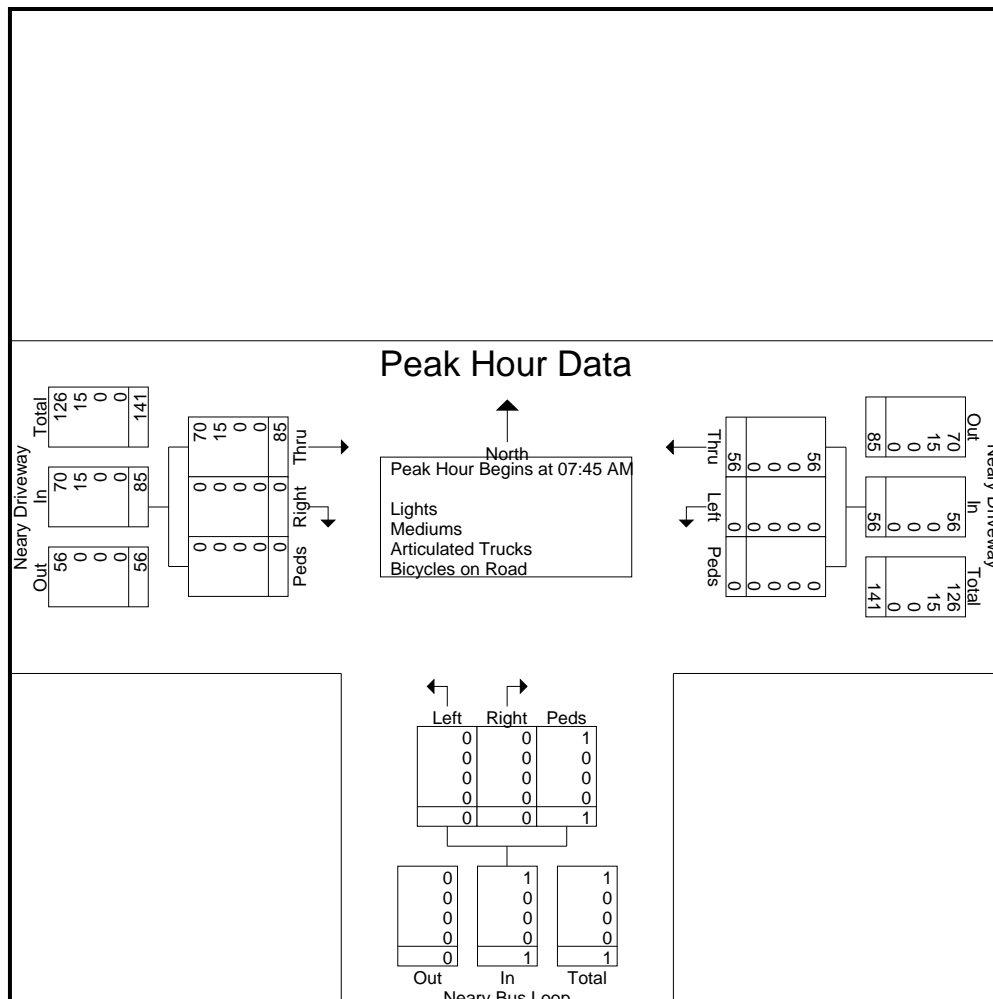 Peak Hour Data
North
Peak Hour Begins at 07:45 AM
Lights
Mediums
Articulated Trucks
Bicycles on Road
Neary Driveway
Out In Total
56 70 126
0 15 15
0 0 0
0 0 0
56 85 141
Peds Right Thru
0 0 70
0 0 15
0 0 0
0 0 0
0 0 85
Neary Driveway
Out In Total
70 56 126
15 0 15
0 0 0
0 0 0
85 56 141
Thru Left Peds
56 0 0
0 0 0
0 0 0
0 0 0
56 0 0
Left Right Peds
0 0 1
0 0 0
0 0 0
0 0 0
0 0 1
0 1 1
0 0 0
0 0 0
0 0 0
0 1 1
Out In Total
Neary Bus Loop